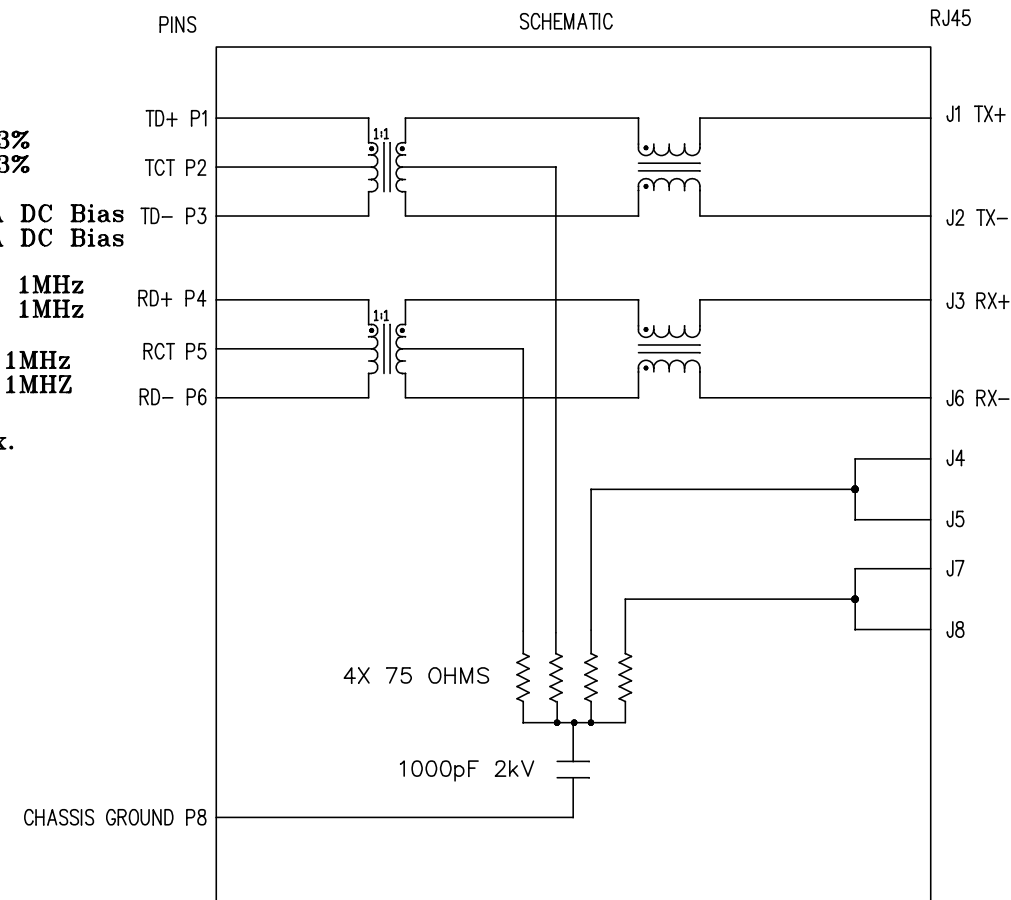 PINS
SCHEMATIC
RJ45
TD+ P1
J1 TX+
3%
1:1
3%
TCT P2
DC Bias
TD- P3
J2 TX-
DC Bias
1MHz
RD+ P4
J3 RX+
1MHz
1:1
RCT P5
1MHz
1MHZ
RD- P6
J6 RX-
x.
J4
J5
J7
J8
4X 75 OHMS
1000pF 2kV
CHASSIS GROUND P8